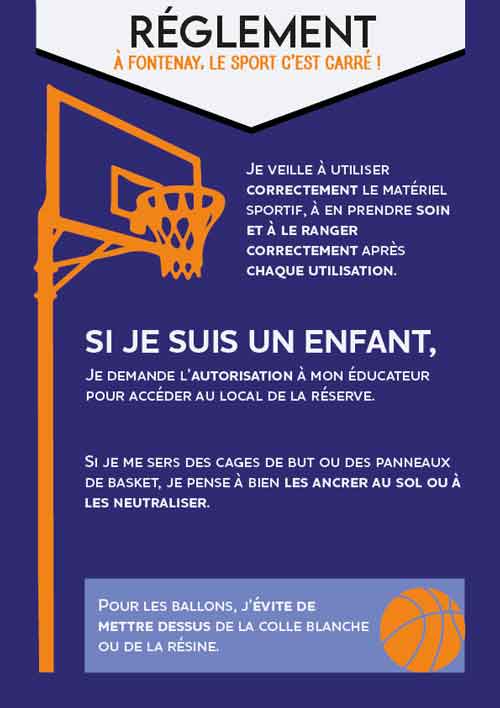 RÉGLEMENT
À FONTENAY, LE SPORT C'EST CARRÉ !
JE VEILLE À UTILISER
CORRECTEMENT LE MATÉRIEL
SPORTIF, À EN PRENDRE SOIN
ET À LE RANGER
CORRECTEMENT APRÈS
CHAQUE UTILISATION.
SI JE SUIS UN ENFANT,
JE DEMANDE L'AUTORISATION À MON ÉDUCATEUR
POUR ACCÉDER AU LOCAL DE LA RÉSERVE.
SI JE ME SERS DES CAGES DE BUT OU DES PANNEAUX
DE BASKET, JE PENSE À BIEN LES ANCRER AU SOL OU À
LES NEUTRALISER.
POUR LES BALLONS, J'ÉVITE DE
METTRE DESSUS DE LA COLLE BLANCHE
OU DE LA RÉSINE.